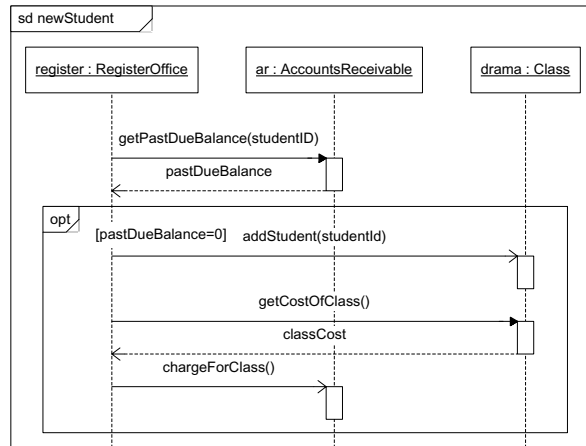 sd newStudent
register : RegisterOffice
ar : AccountsReceivable
drama : Class
getPastDueBalance(studentID)
pastDueBalance
opt
[pastDueBalance=0]
addStudent(studentId)
getCostOfClass()
classCost
chargeForClass()